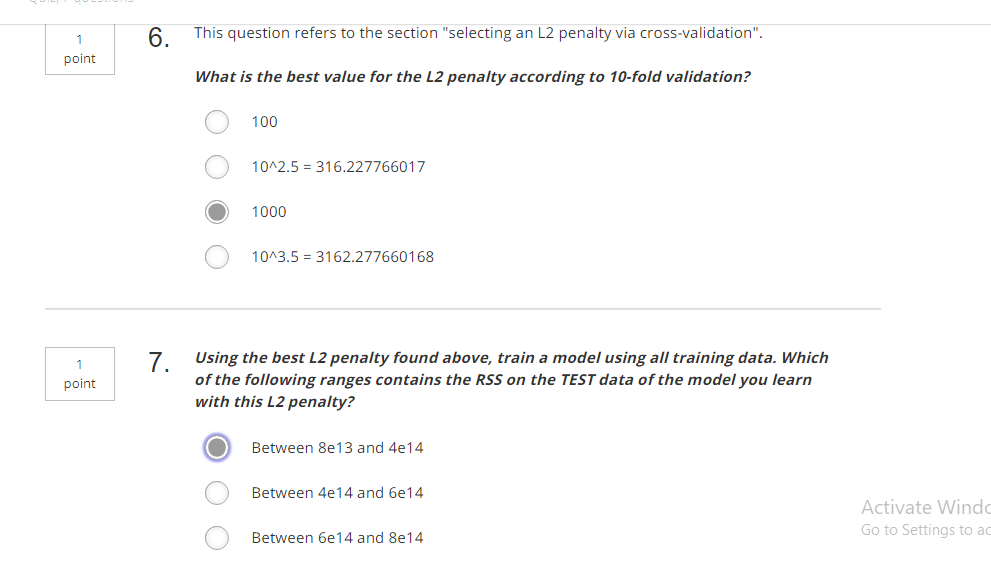 1
point
6.
This question refers to the section "selecting an L2 penalty via cross-validation".
What is the best value for the L2 penalty according to 10-fold validation?
100
10^2.5 = 316.227766017
1000
10^3.5 = 3162.277660168
1
point
7.
Using the best L2 penalty found above, train a model using all training data. Which
of the following ranges contains the RSS on the TEST data of the model you learn
with this L2 penalty?
Between 8e13 and 4e14
Between 4e14 and 6e14
Between 6e14 and 8e14
Activate Windo
Go to Settings to ac